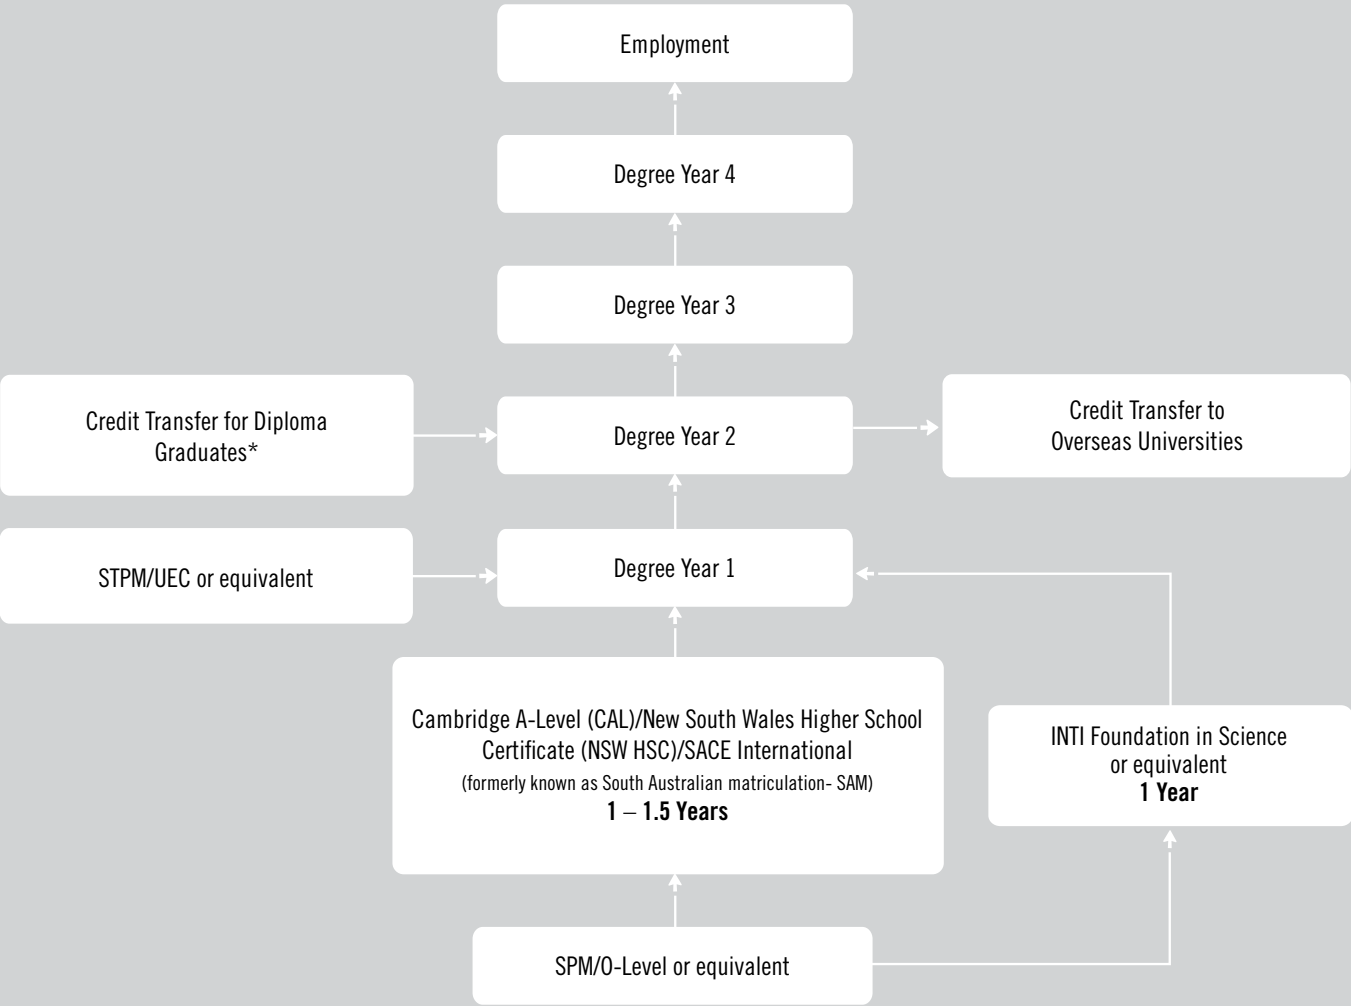 Employment
Degree Year 4
Degree Year 3
Credit Transfer for Diploma
Graduates*
Degree Year 2
Credit Transfer to
Overseas Universities
STPM/UEC or equivalent
Degree Year 1
Cambridge A-Level (CAL)/New South Wales Higher School
Certificate (NSW HSC)/SACE International
(formerly known as South Australian matriculation- SAM)
1 – 1.5 Years
INTI Foundation in Science
or equivalent
1 Year
SPM/O-Level or equivalent